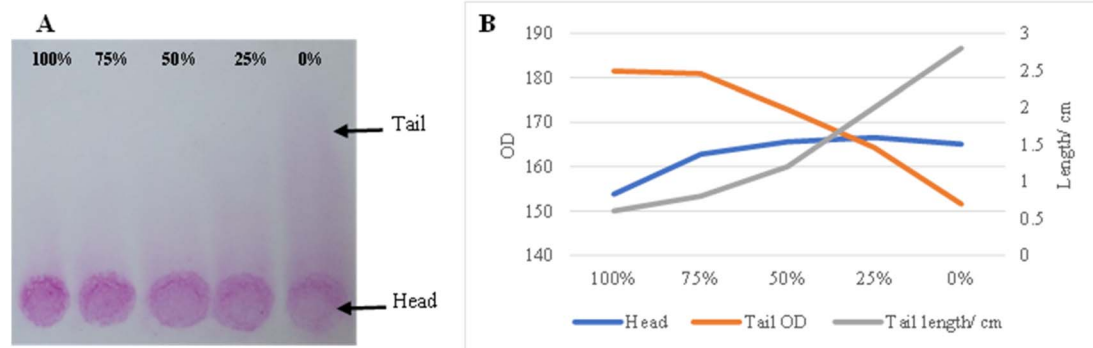 A
100% 75% 50% 25% 0%
Tail
Head
B
190
180
170
160
150
140
OD
3
2.5
2
1.5
1
0.5
0
Length/ cm
100% 75% 50% 25% 0%
Head Tail OD Tail length/ cm